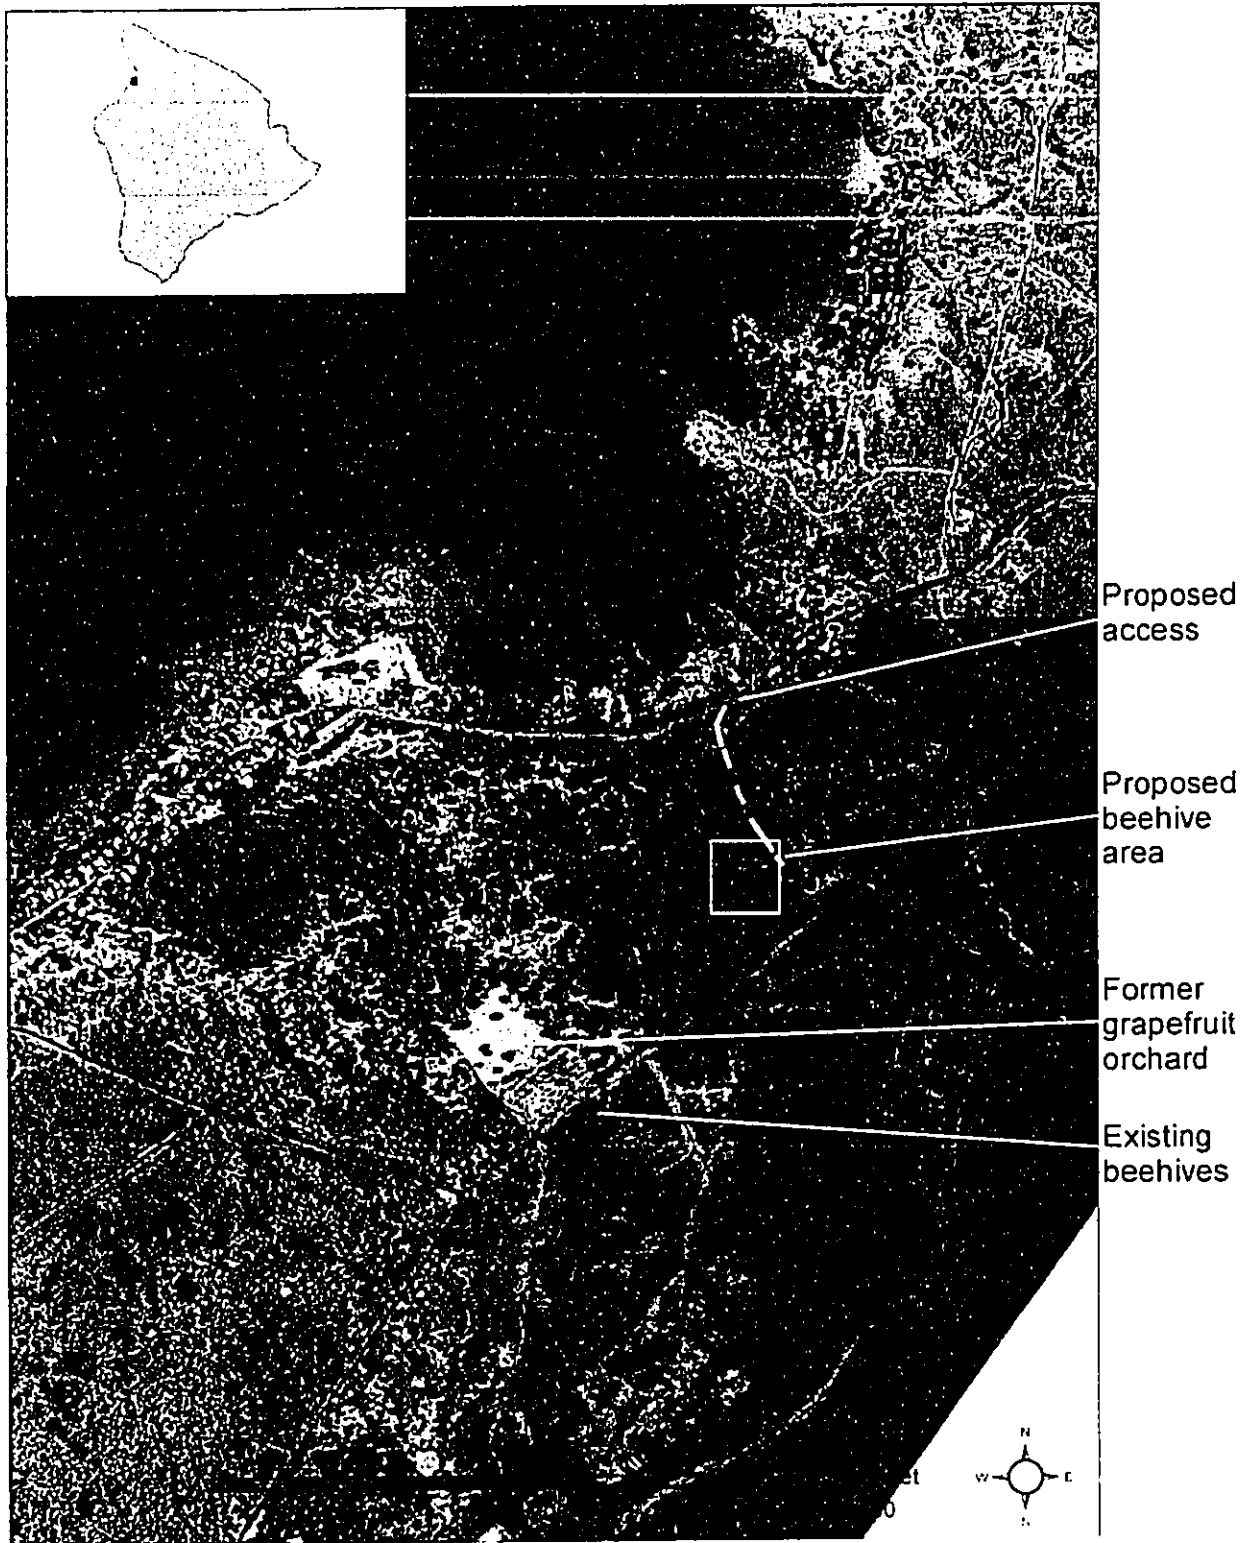 Proposed
access
Proposed
beehive
area
Former
grapefruit
orchard
Existing
beehives
N
W E
S